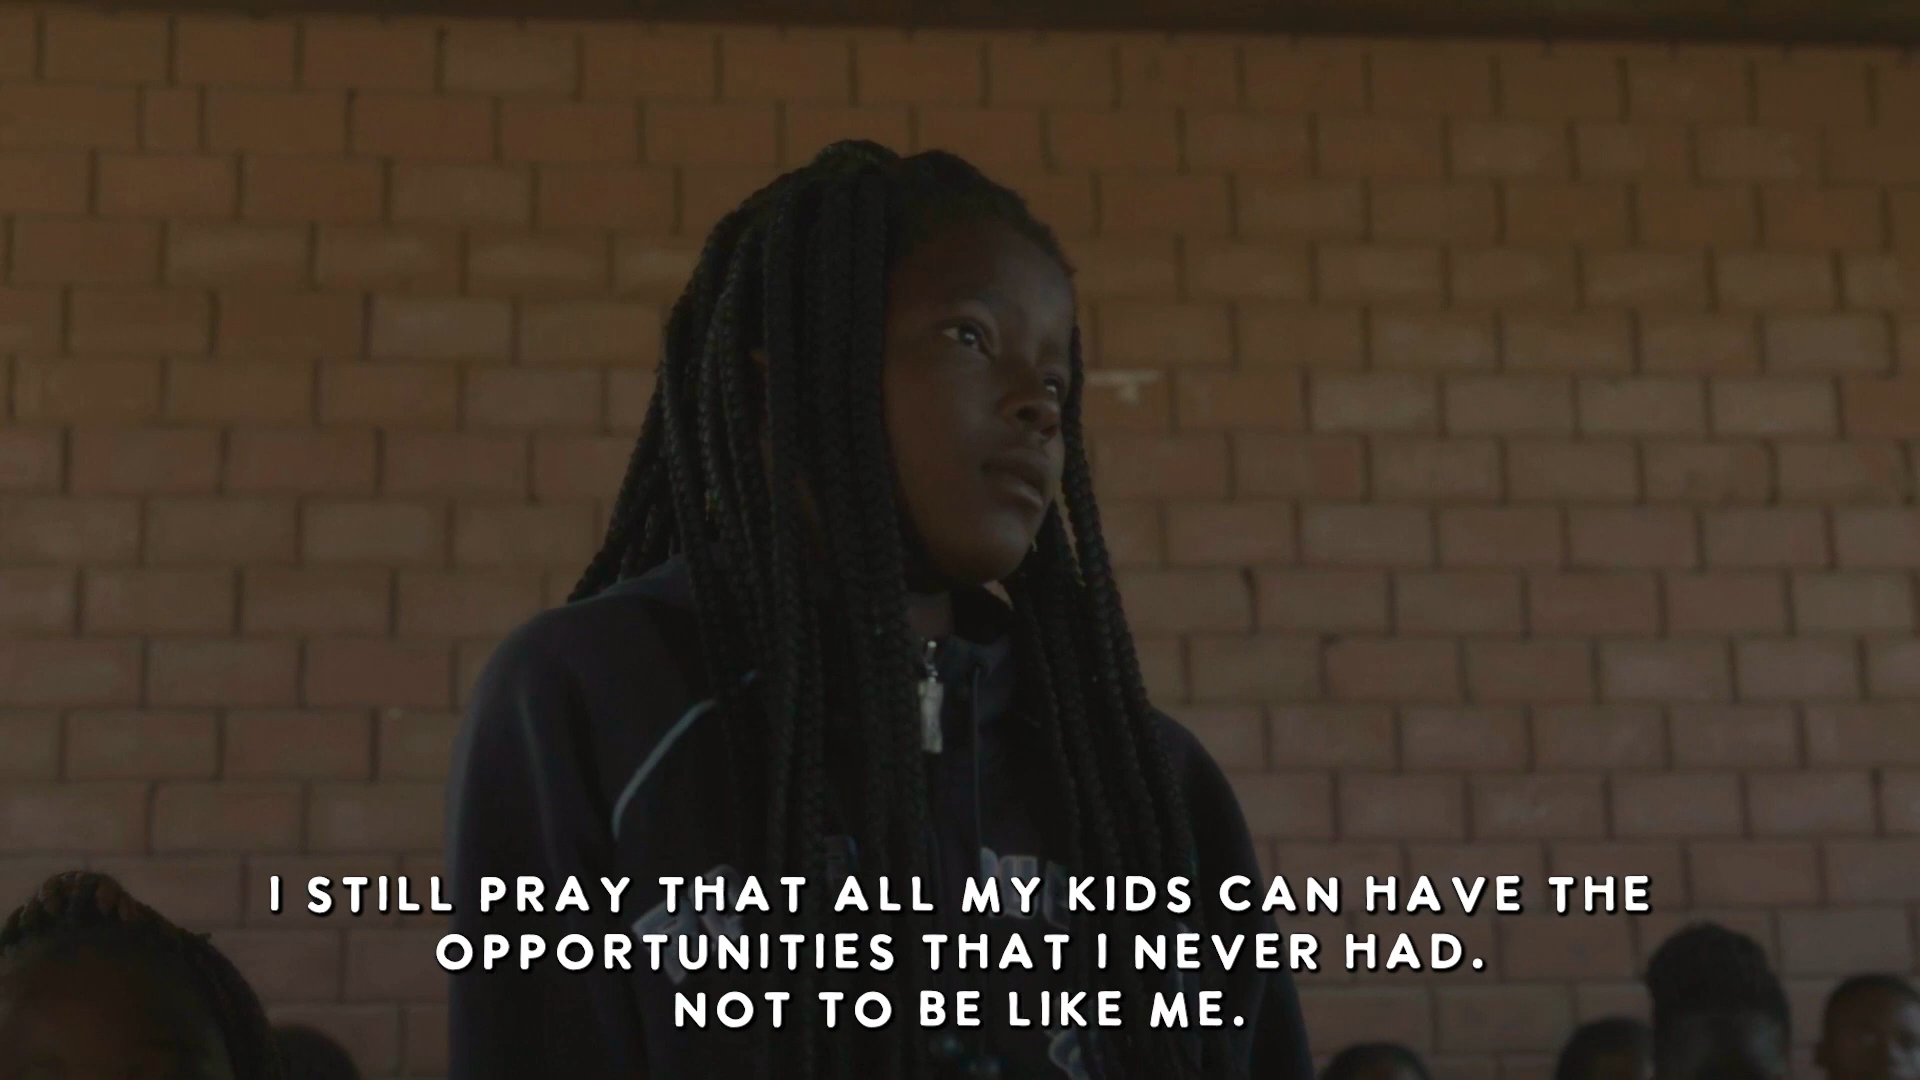 I STILL PRAY THAT ALL MY KIDS CAN HAVE THE
OPPORTUNITIES THAT I NEVER HAD.
NOT TO BE LIKE ME.